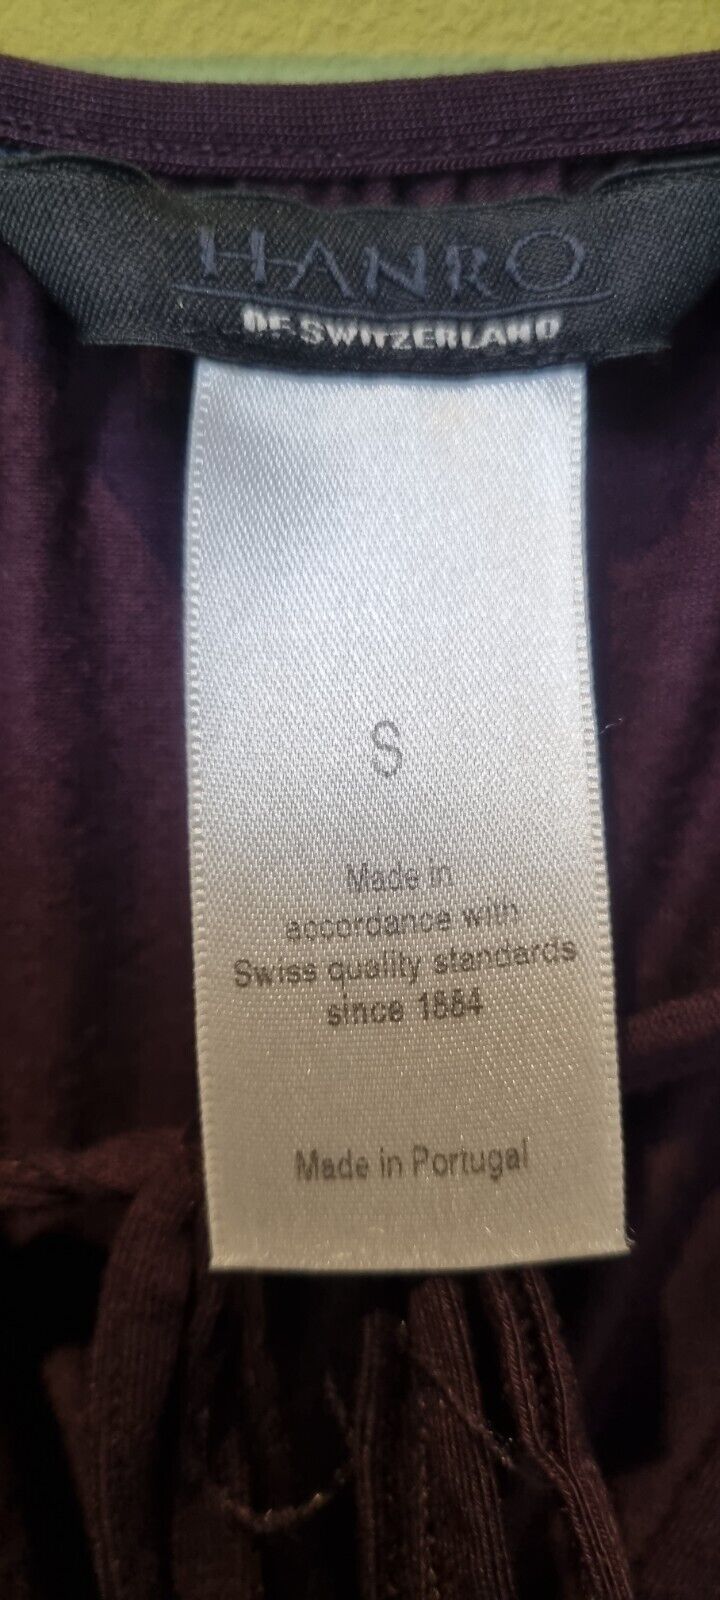 HANRO
OF SWITZERLAND
S
Made in
accordance with
Swiss quality standards
since 1884
Made in Portugal